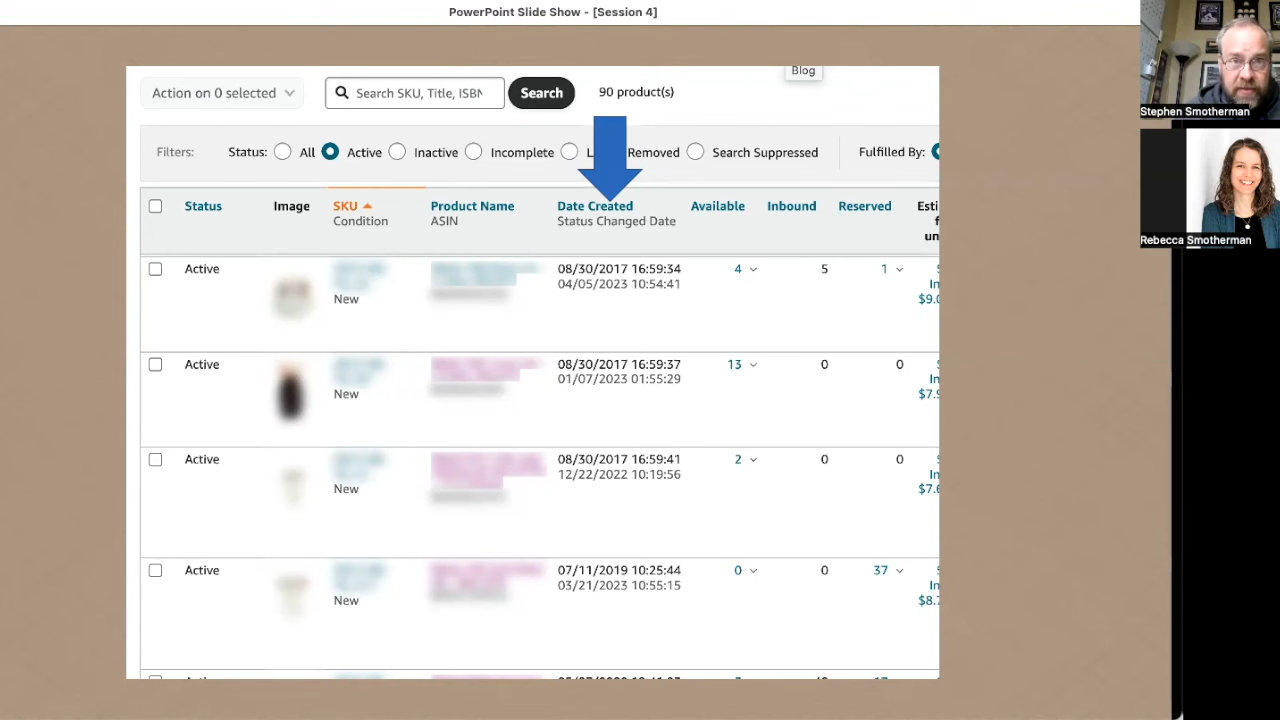 PowerPoint Slide Show - [Session 4]
Blog
Action on 0 selected
Search SKU, Title, ISBN
Search
90 product(s)
Filters:
Status:
All
Active
Inactive
Incomplete
Removed
Search Suppressed
Fulfilled By:
Status
Image
SKU
Condition
Product Name
ASIN
Date Created
Status Changed Date
Available
Inbound
Reserved
Active
New
08/30/2017 16:59:34
04/05/2023 10:54:41
4
5
1
$9.0
Active
New
08/30/2017 16:59:37
01/07/2023 01:55:29
13
0
0
$7.9
Active
New
08/30/2017 16:59:41
12/22/2022 10:19:56
2
0
0
$7.6
Active
New
07/11/2019 10:25:44
03/21/2023 10:55:15
0
0
37
$8.7
Stephen Smotherman
Rebecca Smotherman